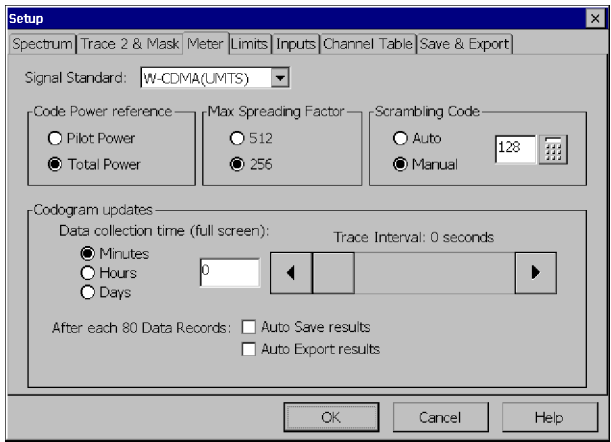 Setup
Spectrum Trace 2 & Mask Meter Limits Inputs Channel Table Save & Export
Signal Standard: W-CDMA(UMTS)
Code Power reference Max Spreading Factor Scrambling Code
Pilot Power 512 Auto 128
Total Power 256 Manual
Codogram updates
Data collection time (full screen): Trace Interval: 0 seconds
Minutes
Hours 0
Days
After each 80 Data Records: Auto Save results
Auto Export results
OK Cancel Help